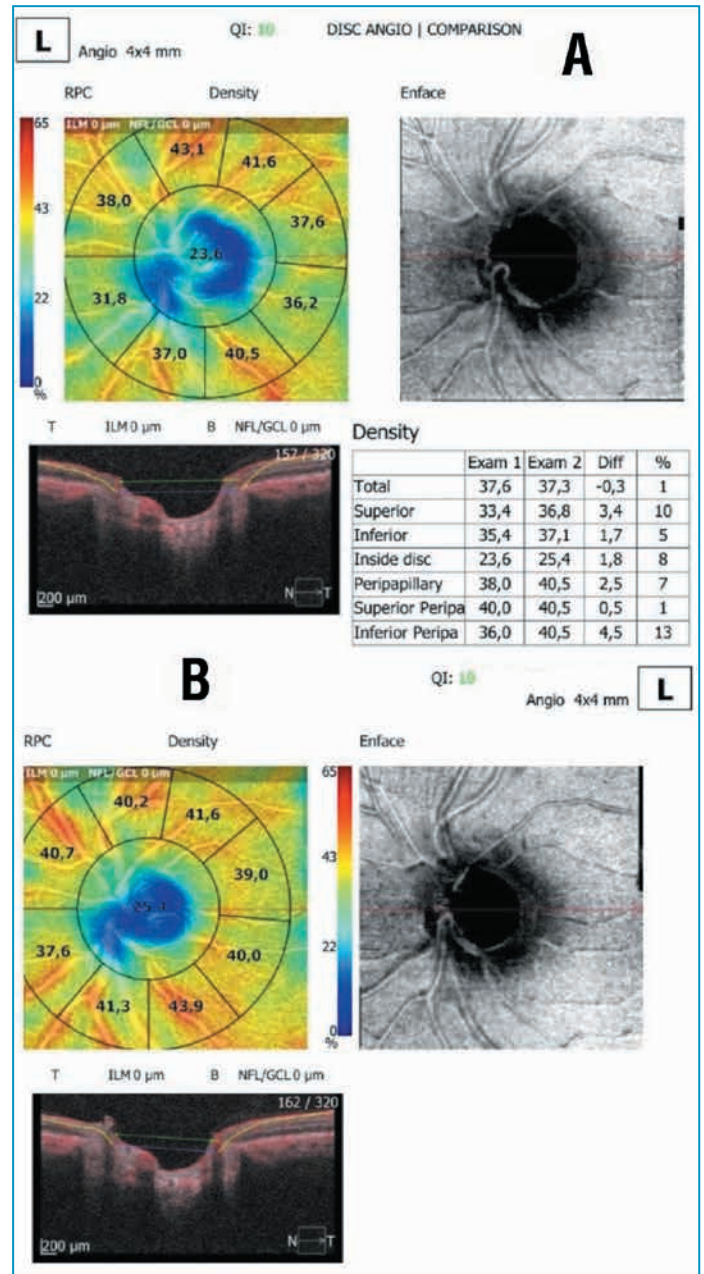 L
Angio 4x4 mm
QI: 10
DISC ANGIO | COMPARISON
A
RPC Density Enface
65
43
22
0
%
ILM 0 µm NFL/GCL 0 µm
43,1
41,6
38,0
37,6
23,6
31,8
36,2
37,0
40,5
T ILM 0 µm B NFL/GCL 0 µm
157 / 320
200 µm
N T
Density
Exam 1 Exam 2 Diff %
Total 37,6 37,3 -0,3 1
Superior 33,4 36,8 3,4 10
Inferior 35,4 37,1 1,7 5
Inside disc 23,6 25,4 1,8 8
Peripapillary 38,0 40,5 2,5 7
Superior Peripa 40,0 40,5 0,5 1
Inferior Peripa 36,0 40,5 4,5 13
B
QI: 10
Angio 4x4 mm
L
RPC Density Enface
ILM 0 µm NFL/GCL 0 µm
65
43
22
0
%
40,2
41,6
40,7
39,0
37,6
40,0
41,3
43,9
T ILM 0 µm B NFL/GCL 0 µm
162 / 320
200 µm
N T